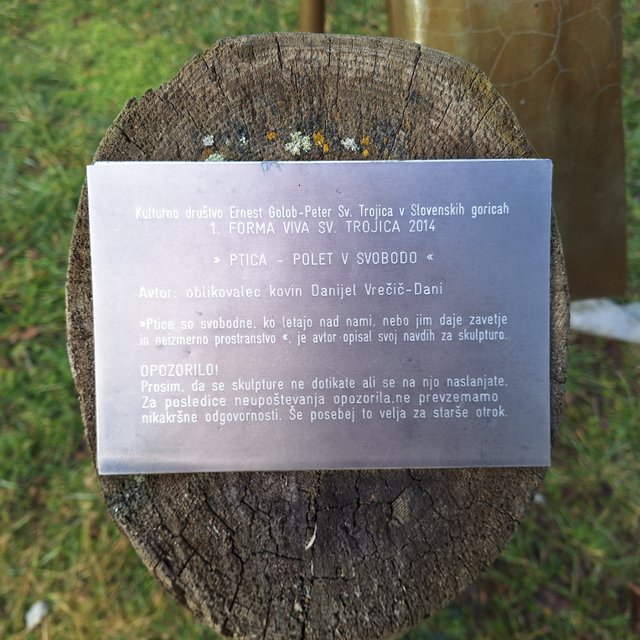 Kulturno društvo Ernest Golob-Peter Sv. Trojica v Slovenskih goricah
1. FORMA VIVA SV. TROJICA 2014
» PTICA - POLET V SVOBODO «
Avtor: oblikovalec kovin Danijel Vrečič-Dani
»Ptice so svobodne, ko letajo nad nami, nebo jim daje zavetje
in neizmerno prostranstvo «, je avtor opisal svoj navdih za skulpturo.
OPOZORILO!
Prosim, da se skulpture ne dotikate ali se na njo naslanjate.
Za posledice neupoštevanja opozorila.ne prevzemamo
nikakršne odgovornosti. Še posebej to velja za starše otrok.